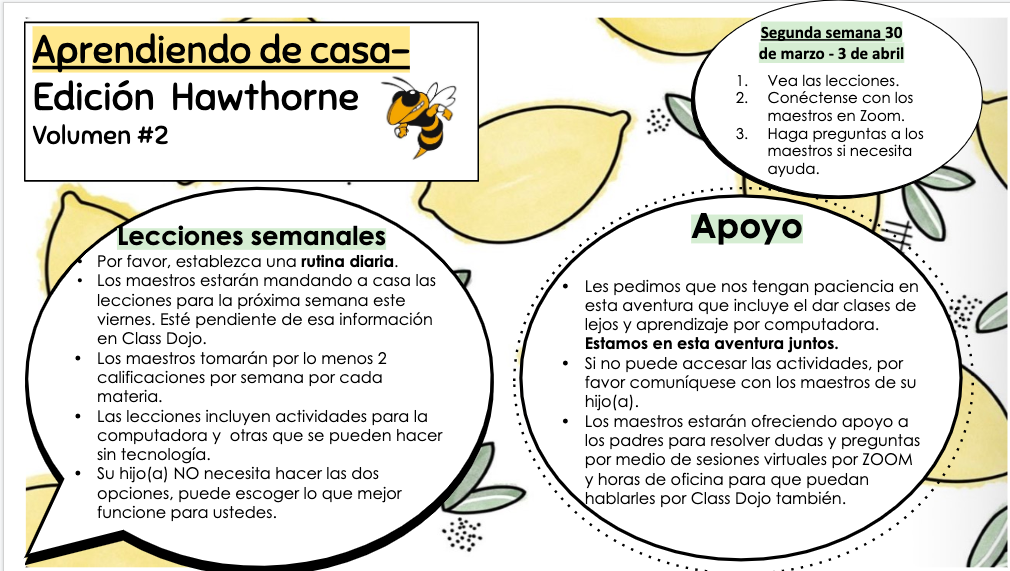 Aprendiendo de casa–
Edición Hawthorne
Volumen #2
Segunda semana 30
de marzo - 3 de abril
1. Vea las lecciones.
2. Conéctense con los
maestros en Zoom.
3. Haga preguntas a los
maestros si necesita
ayuda.
Lecciones semanales
• Por favor, establezca una rutina diaria.
• Los maestros estarán mandando a casa las
lecciones para la próxima semana este
viernes. Esté pendiente de esa información
en Class Dojo.
• Los maestros tomarán por lo menos 2
calificaciones por semana por cada
materia.
• Las lecciones incluyen actividades para la
computadora y otras que se pueden hacer
sin tecnología.
• Su hijo(a) NO necesita hacer las dos
opciones, puede escoger lo que mejor
funcione para ustedes.
Apoyo
• Les pedimos que nos tengan paciencia en
esta aventura que incluye el dar clases de
lejos y aprendizaje por computadora.
Estamos en esta aventura juntos.
• Si no puede accesar las actividades, por
favor comuníquese con los maestros de su
hijo(a).
• Los maestros estarán ofreciendo apoyo a
los padres para resolver dudas y preguntas
por medio de sesiones virtuales por ZOOM
y horas de oficina para que puedan
hablarles por Class Dojo también.